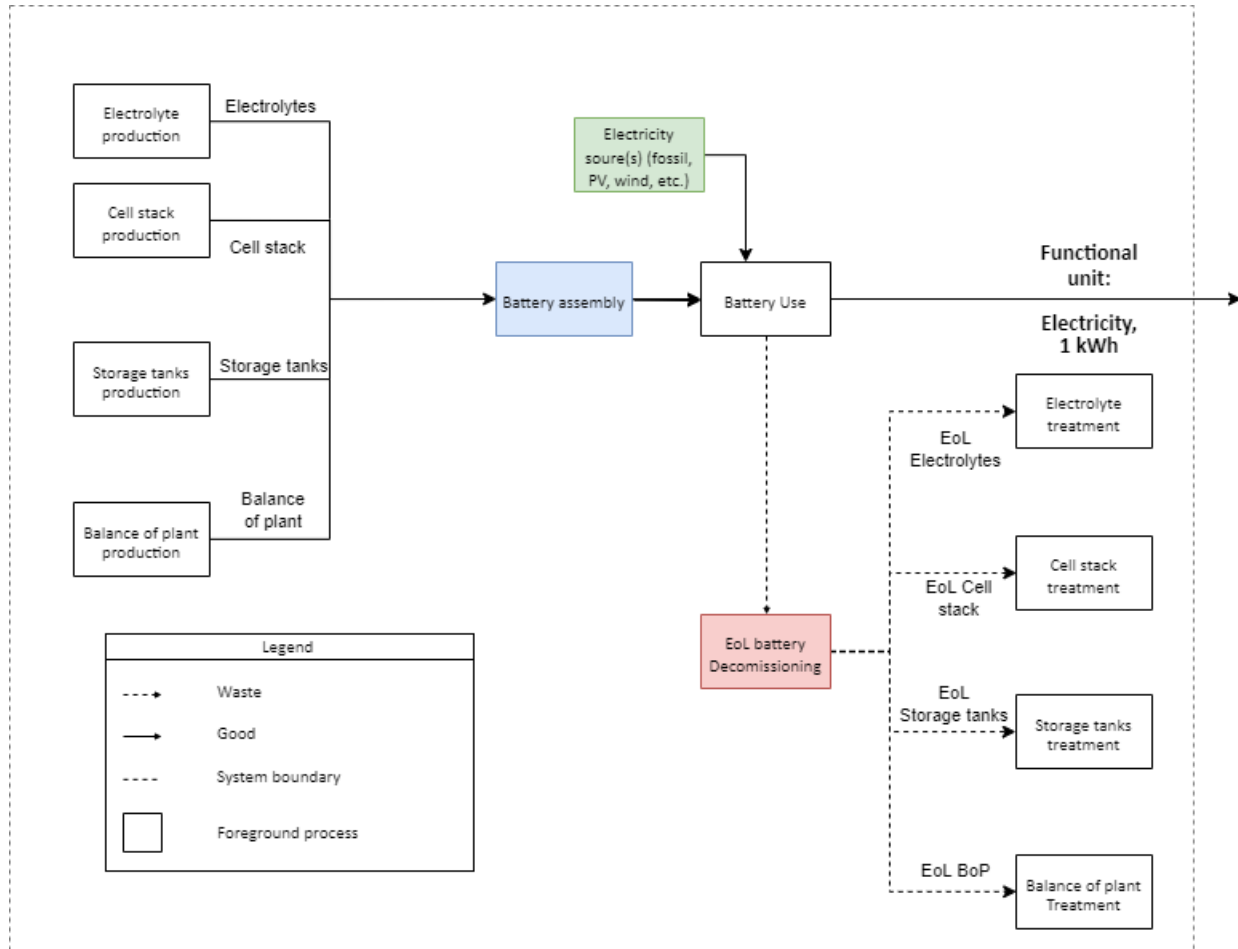 Electrolyte
production
Electrolytes
Cell stack
production
Cell stack
Storage tanks
production
Storage tanks
Balance of plant
production
Balance
of plant
Electricity
soure(s) (fossil,
PV, wind, etc.)
Battery assembly
Battery Use
Functional
unit:
Electricity,
1 kWh
EoL battery
Decomissioning
EoL
Electrolytes
Electrolyte
treatment
EoL Cell
stack
Cell stack
treatment
EoL
Storage tanks
Storage tanks
treatment
EoL BoP
Balance of plant
Treatment
Legend
Waste
Good
System boundary
Foreground process